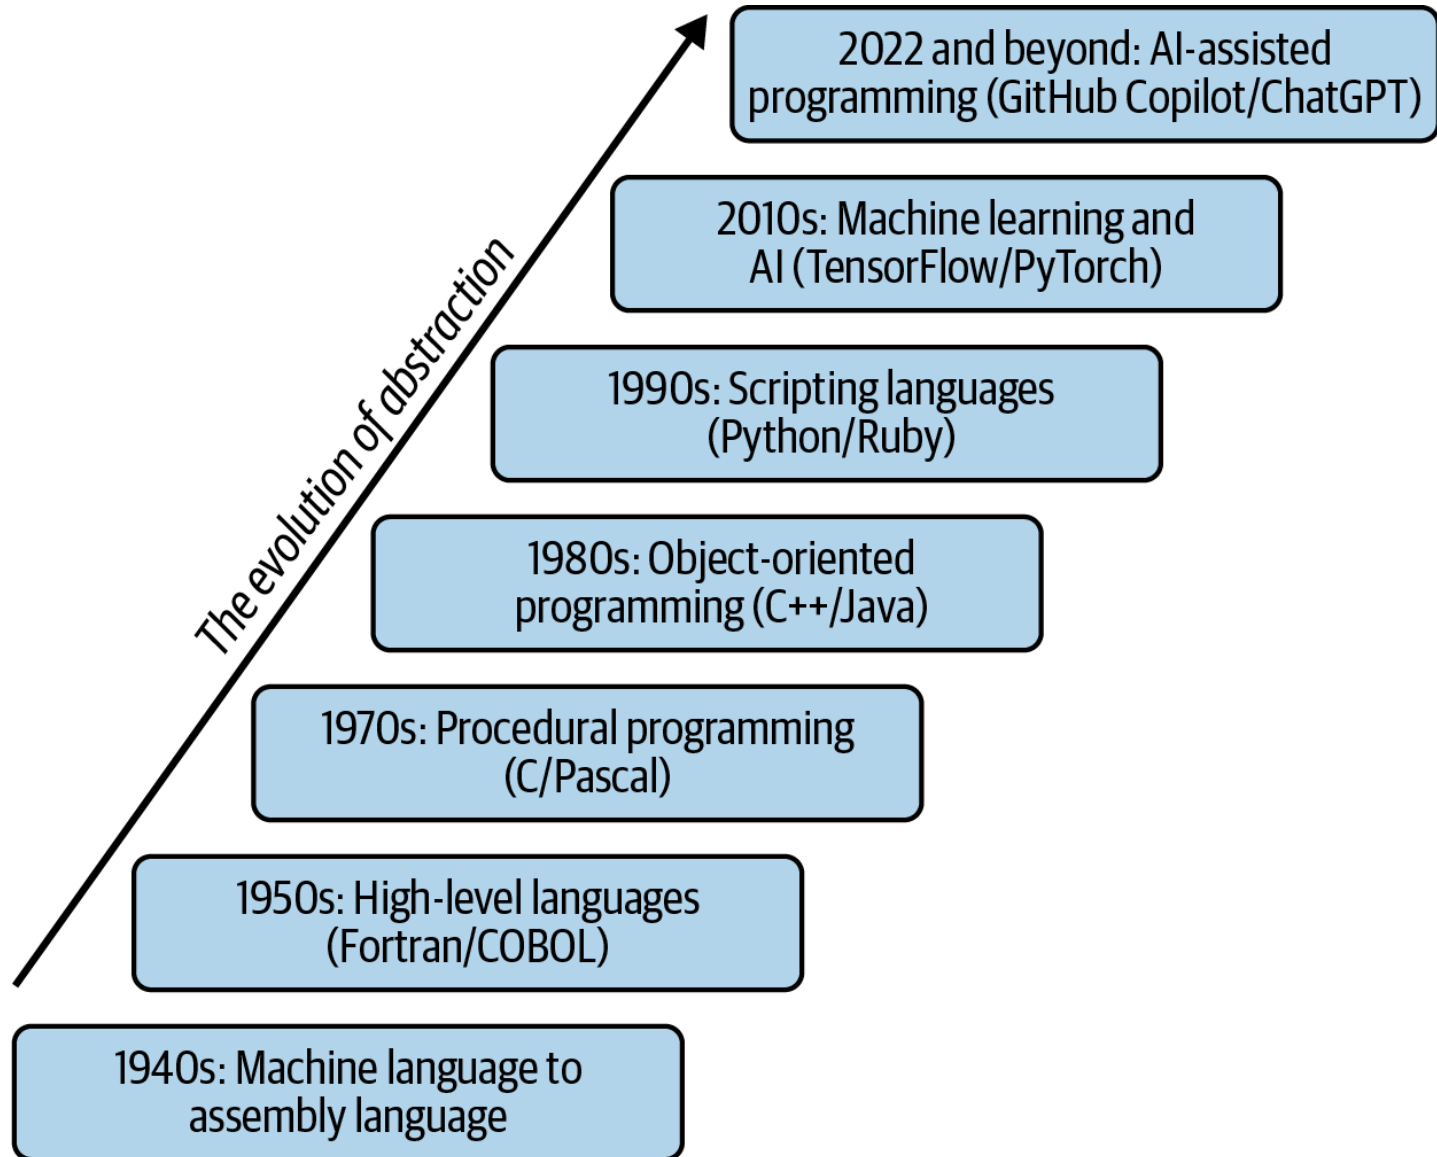 2022 and beyond: AI-assisted
programming (GitHub Copilot/ChatGPT)
2010s: Machine learning and
AI (TensorFlow/PyTorch)
The evolution of abstraction
1990s: Scripting languages
(Python/Ruby)
1980s: Object-oriented
programming (C++/Java)
1970s: Procedural programming
(C/Pascal)
1950s: High-level languages
(Fortran/COBOL)
1940s: Machine language to
assembly language